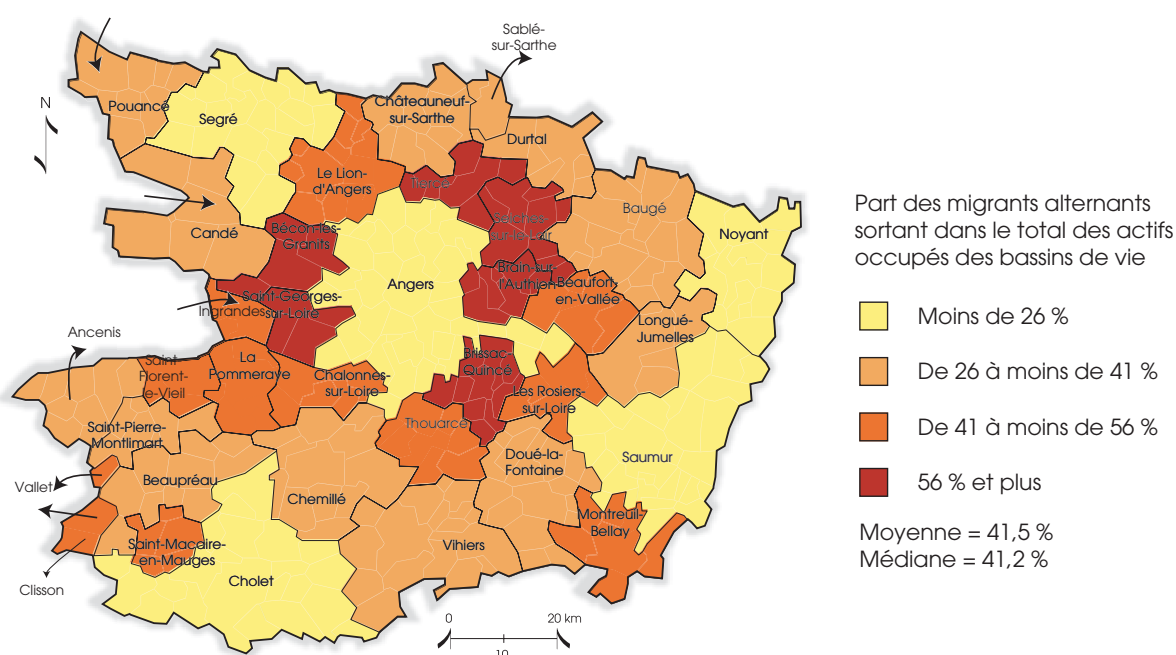 Sablé-
sur-Sarthe
N
Pouancé
Segré
Châteauneuf-
sur-Sarthe
Durtal
Le Lion-
d'Angers
Tiercé
Baugé
Seiches-
sur-le-Loir
Noyant
Candé
Bécon-les-
Granits
Angers
Brain-sur-
l'Authion
Beaufort-
en-Vallée
Saint-Georges-
sur-Loire
Ingrandes
Longué-
Jumelles
Ancenis
Saint-
Florent-
le-Vieil
La
Pommeraye
Chalonnes-
sur-Loire
Brissac-
Quincé
Les Rosiers-
sur-Loire
Thouarcé
Saint-Pierre-
Montlimart
Doué-la-
Fontaine
Saumur
Beaupréau
Vallet
Chemillé
Montreuil-
Bellay
Saint-Macaire-
en-Mauges
Vihiers
Cholet
Clisson
0 20 km
10
Part des migrants alternants
sortant dans le total des actifs
occupés des bassins de vie
Moins de 26 %
De 26 à moins de 41 %
De 41 à moins de 56 %
56 % et plus
Moyenne = 41,5 %
Médiane = 41,2 %